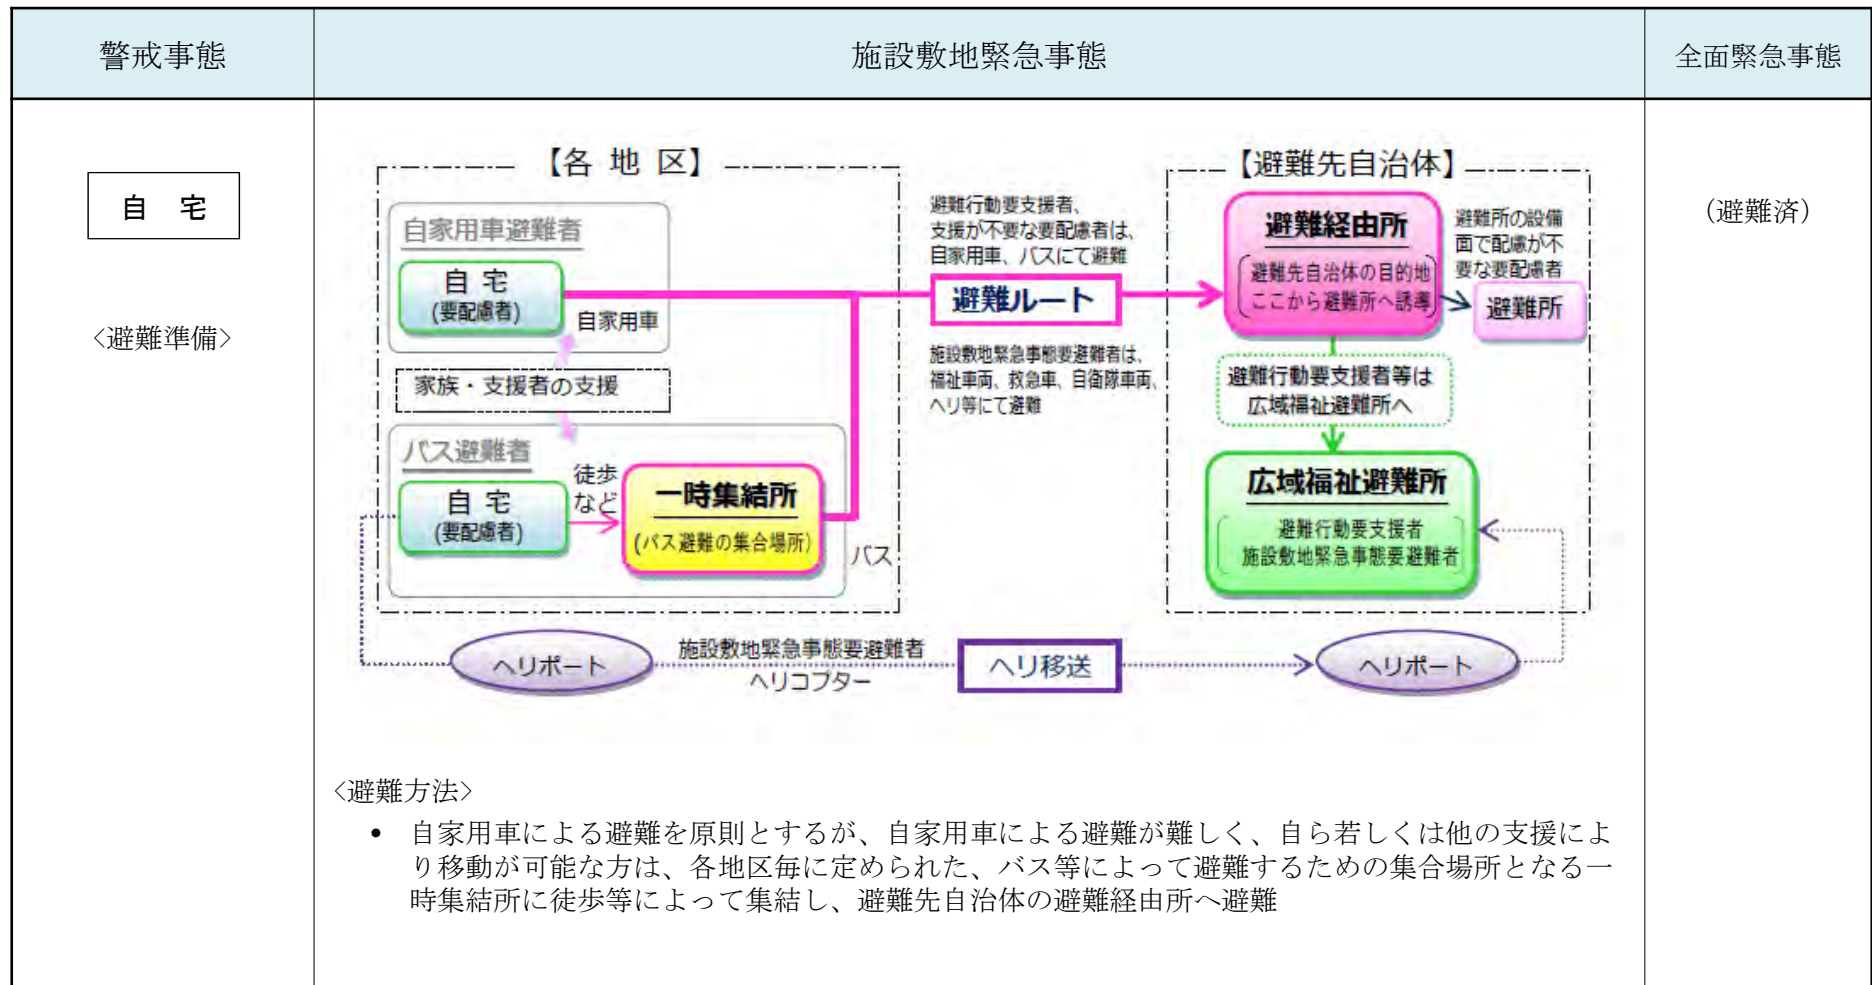 警戒事態
施設敷地緊急事態
全面緊急事態
自 宅
<避難準備>
【各 地 区】
自家用車避難者
自 宅
(要配慮者)
自家用車
家族・支援者の支援
バス避難者
自 宅
(要配慮者)
徒歩
など
一時集結所
(バス避難の集合場所)
バス
避難行動要支援者、
支援が不要な要配慮者は、
自家用車、バスにて避難
避難ルート
施設敷地緊急事態要避難者は、
福祉車両、救急車、自衛隊車両、
ヘリ等にて避難
【避難先自治体】
避難経由所
避難先自治体の目的地
ここから避難所へ誘導
避難所の設備
面で配慮が不
要な要配慮者
避難所
避難行動要支援者等は
広域福祉避難所へ
広域福祉避難所
避難行動要支援者
施設敷地緊急事態要避難者
ヘリポート
施設敷地緊急事態要避難者
ヘリコプター
ヘリ移送
ヘリポート
<避難方法>
• 自家用車による避難を原則とするが、自家用車による避難が難しく、自ら若しくは他の支援によ
り移動が可能な方は、各地区毎に定められた、バス等によって避難するための集合場所となる一
時集結所に徒歩等によって集結し、避難先自治体の避難経由所へ避難
(避難済)